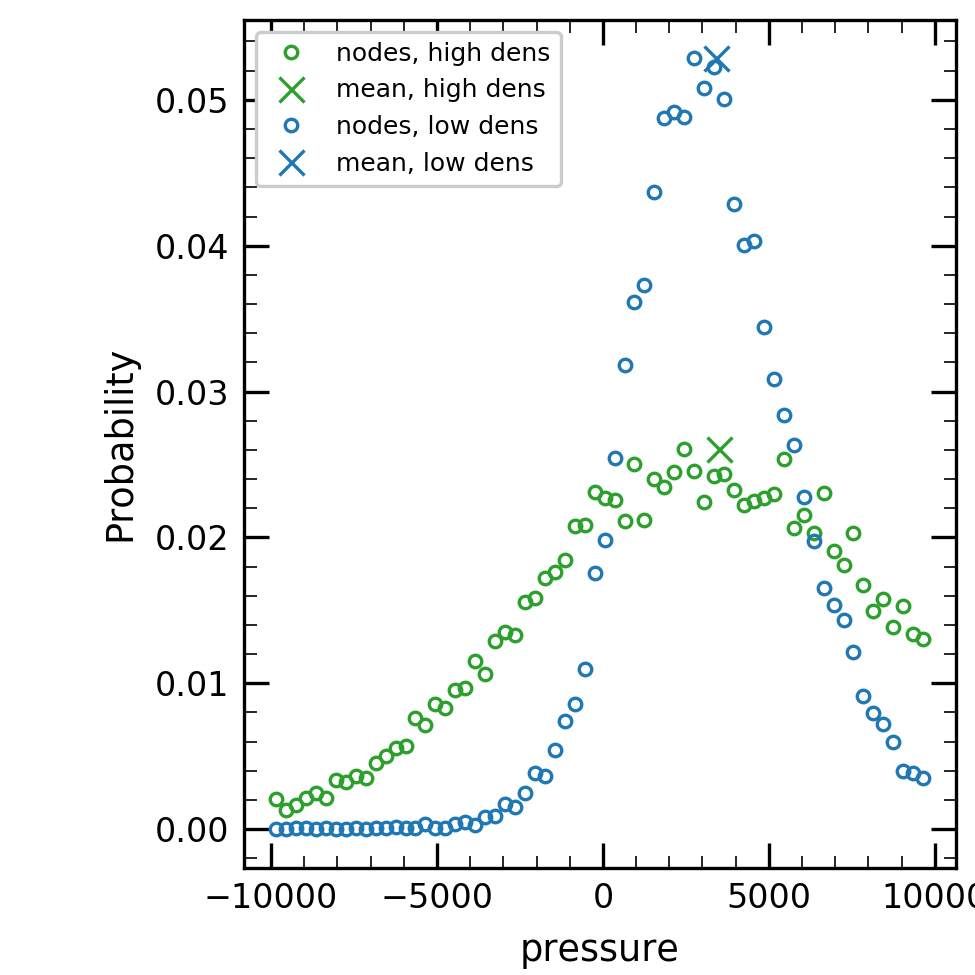 nodes, high dens
mean, high dens
nodes, low dens
mean, low dens
0.05
0.04
0.03
0.02
0.01
0.00
Probability
−10000 −5000 0 5000 10000
pressure